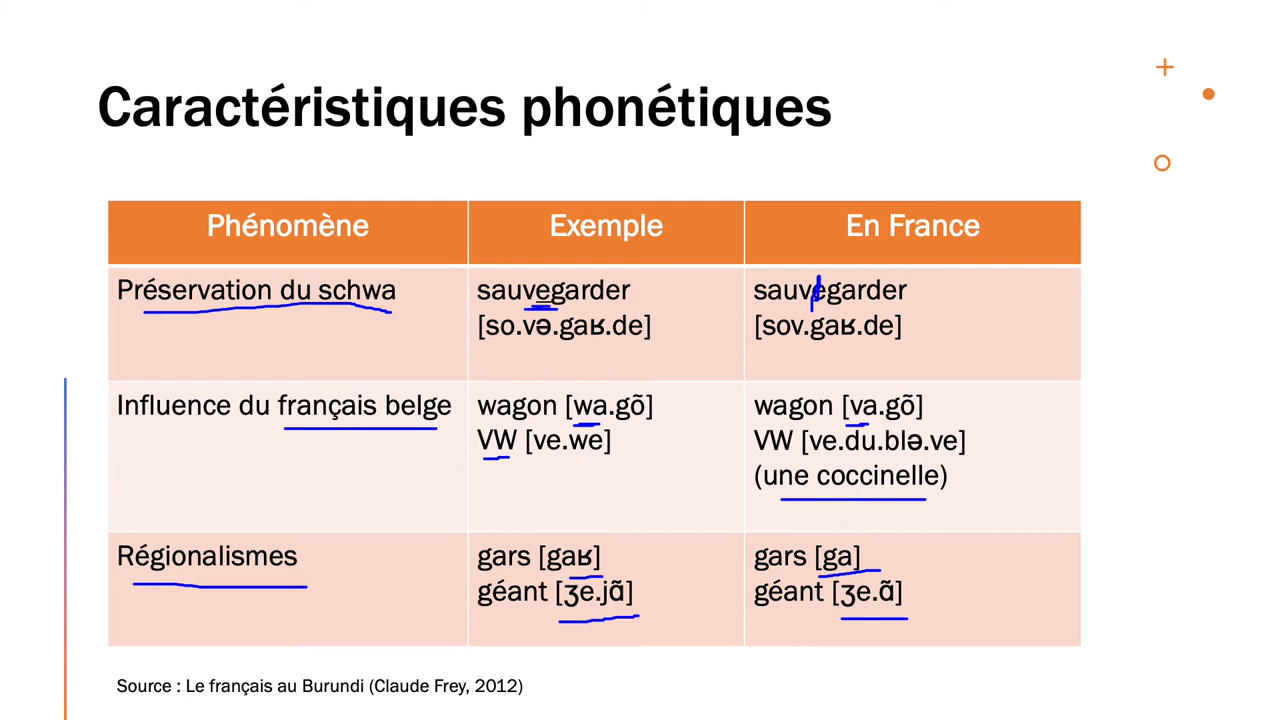 Caractéristiques phonétiques
Phénomène Exemple En France
Préservation du schwa sauvegarder sauvegarder
[so.və.gaʁ.de] [sov.gaʁ.de]
Influence du français belge wagon [wa.gõ] wagon [va.gõ]
VW [ve.we] VW [ve.du.blə.ve]
(une coccinelle)
Régionalismes gars [gaʁ] gars [ga]
géant [ʒe.jɑ̃] géant [ʒe.ɑ̃]
Source : Le français au Burundi (Claude Frey, 2012)